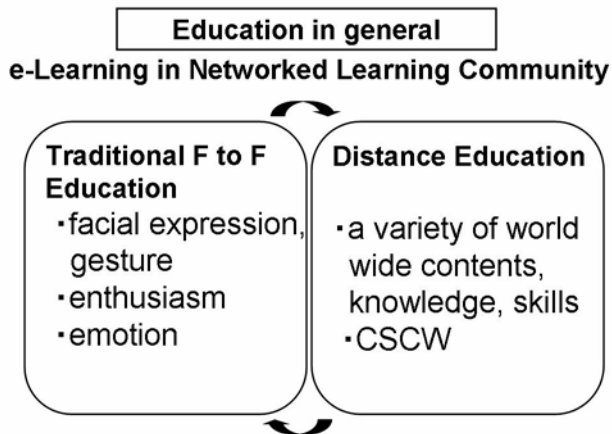 Education in general
e-Learning in Networked Learning Community
Traditional F to F
Education
・facial expression,
gesture
・enthusiasm
・emotion
Distance Education
・a variety of world
wide contents,
knowledge, skills
・CSCW